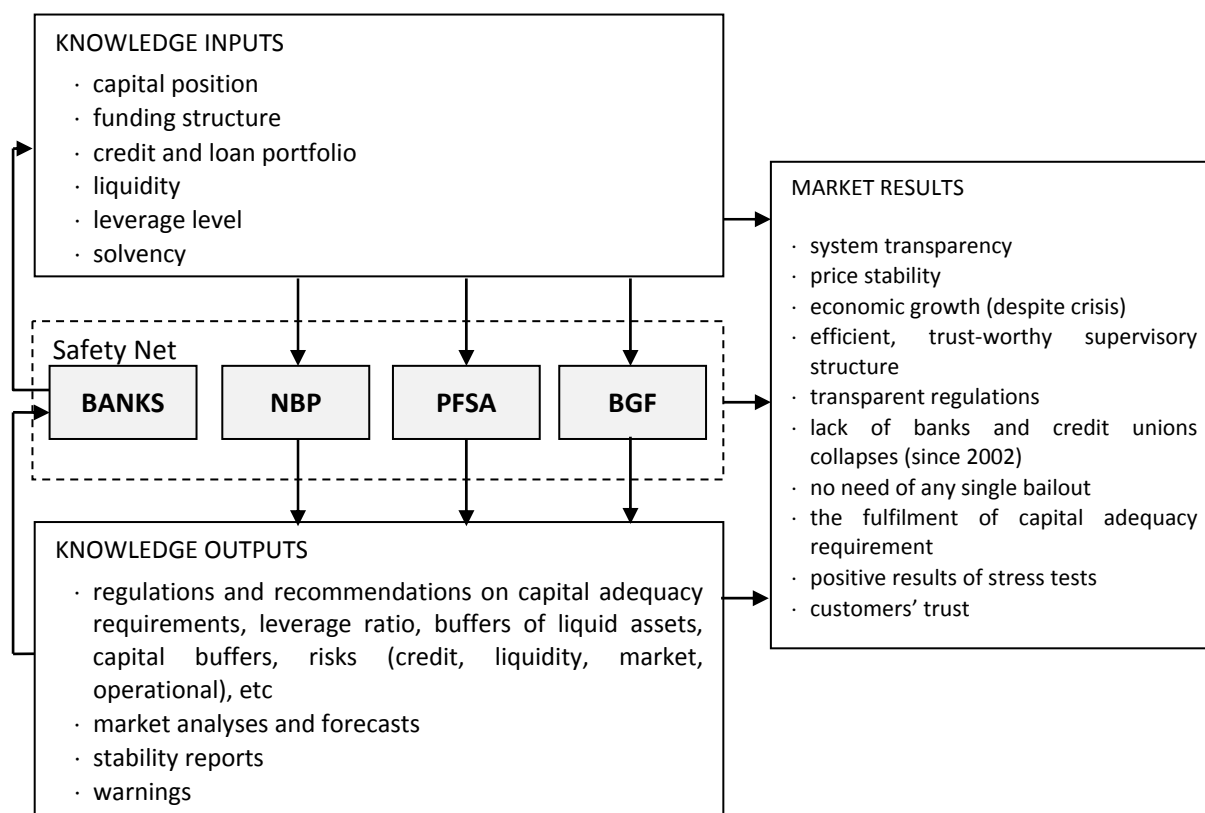 KNOWLEDGE INPUTS
· capital position
· funding structure
· credit and loan portfolio
· liquidity
· leverage level
· solvency
Safety Net
BANKS
NBP
PFSA
BGF
KNOWLEDGE OUTPUTS
· regulations and recommendations on capital adequacy
requirements, leverage ratio, buffers of liquid assets,
capital buffers, risks (credit, liquidity, market,
operational), etc
· market analyses and forecasts
· stability reports
· warnings
MARKET RESULTS
· system transparency
· price stability
· economic growth (despite crisis)
· efficient, trust-worthy supervisory
structure
· transparent regulations
· lack of banks and credit unions
collapses (since 2002)
· no need of any single bailout
· the fulfilment of capital adequacy
requirement
· positive results of stress tests
· customers’ trust